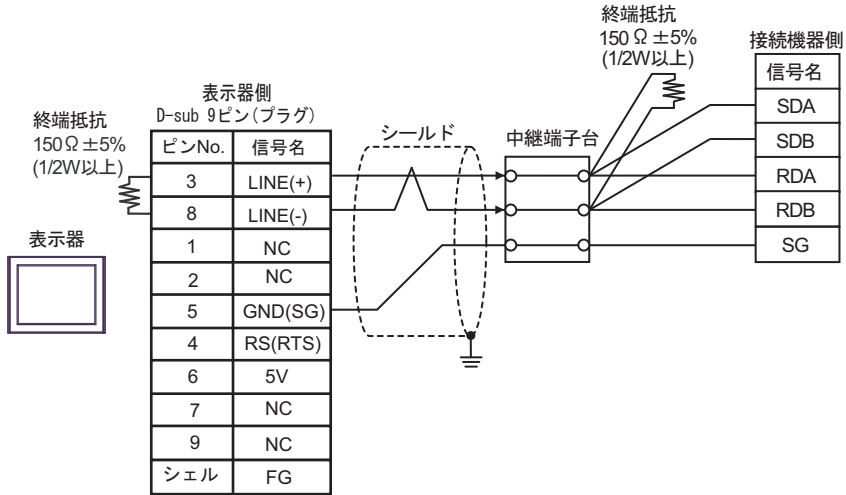 終端抵抗
150Ω±5%
(1/2W以上)
表示器
表示器側
D-sub 9ピン(プラグ)
ピンNo. 信号名
3 LINE(+)
8 LINE(-)
1 NC
2 NC
5 GND(SG)
4 RS(RTS)
6 5V
7 NC
9 NC
シェル FG
シールド
中継端子台
終端抵抗
150Ω±5%
(1/2W以上)
接続機器側
信号名
SDA
SDB
RDA
RDB
SG